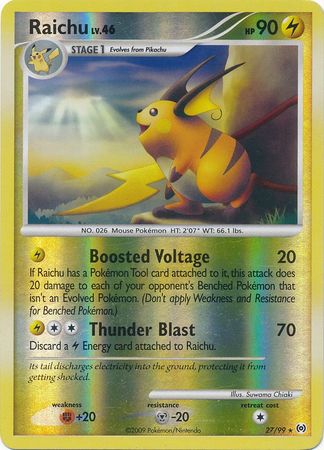 Raichu LV.46
HP 90
STAGE 1 Evolves from Pikachu
NO. 026 Mouse Pokémon HT: 2'07" WT: 66.1 lbs.
Boosted Voltage 20
If Raichu has a Pokémon Tool card attached to it, this attack does
20 damage to each of your opponent's Benched Pokémon that
isn't an Evolved Pokémon. (Don't apply Weakness and Resistance
for Benched Pokémon.)
Thunder Blast 70
Discard a Energy card attached to Raichu.
its tail discharges electricity into the ground, protecting it from
getting shocked.
Illus. Suwama Chiaki
weakness resistance retreat cost
+20 -20
©2009 Pokémon/Nintendo 27/99 ★